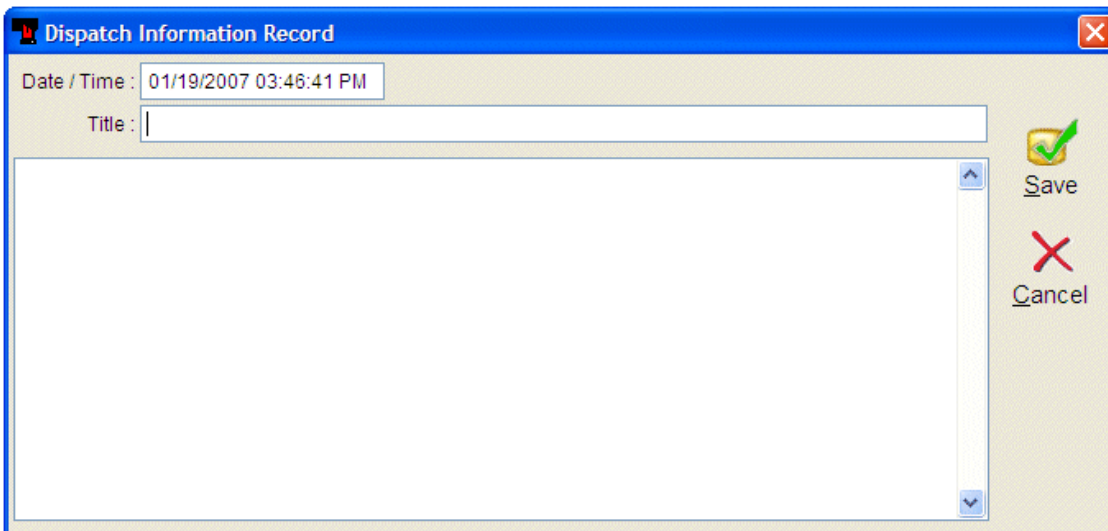 Dispatch Information Record
Date / Time : 01/19/2007 03:46:41 PM
Title :
Save
Cancel